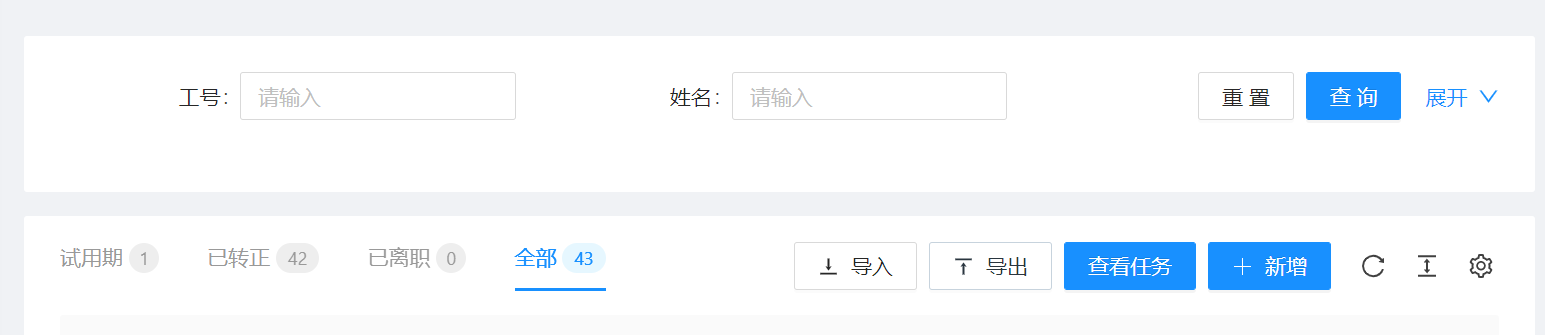 工号: 请输入 姓名: 请输入 重 置 查 询 展开
试用期 1 已转正 42 已离职 0 全部 43 导入 导出 查看任务 新增